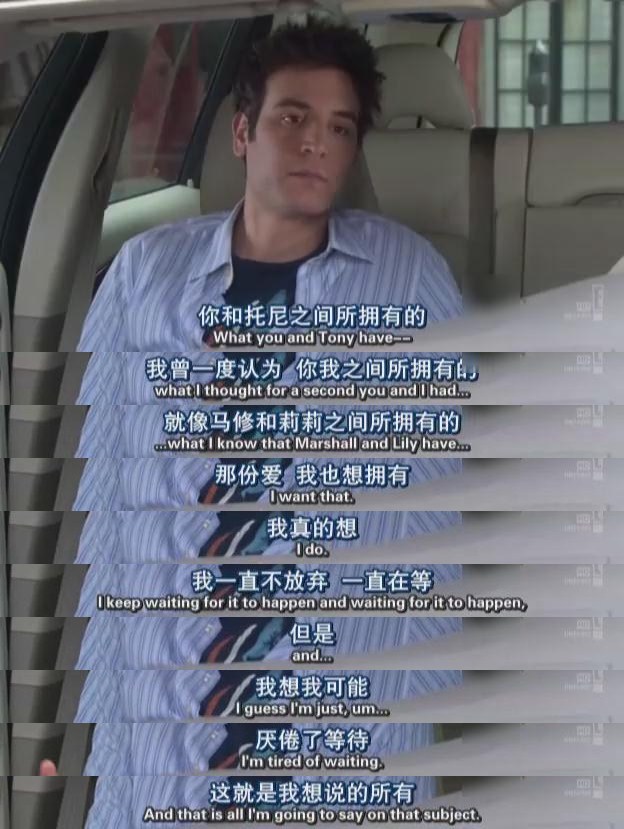 你和托尼之间所拥有的
What you and Tony have--
我曾一度认为 你我之间所拥有的
what I thought for a second you and I had...
就像马修和莉莉之间所拥有的
...what I know that Marshall and Lily have...
那份爱 我也想拥有
I want that.
我真的想
I do.
我一直不放弃 一直在等
I keep waiting for it to happen and waiting for it to happen,
但是
and...
我想我可能
I guess I'm just, um...
厌倦了等待
I'm tired of waiting.
这就是我想说的所有
And that is all I'm going to say on that subject.